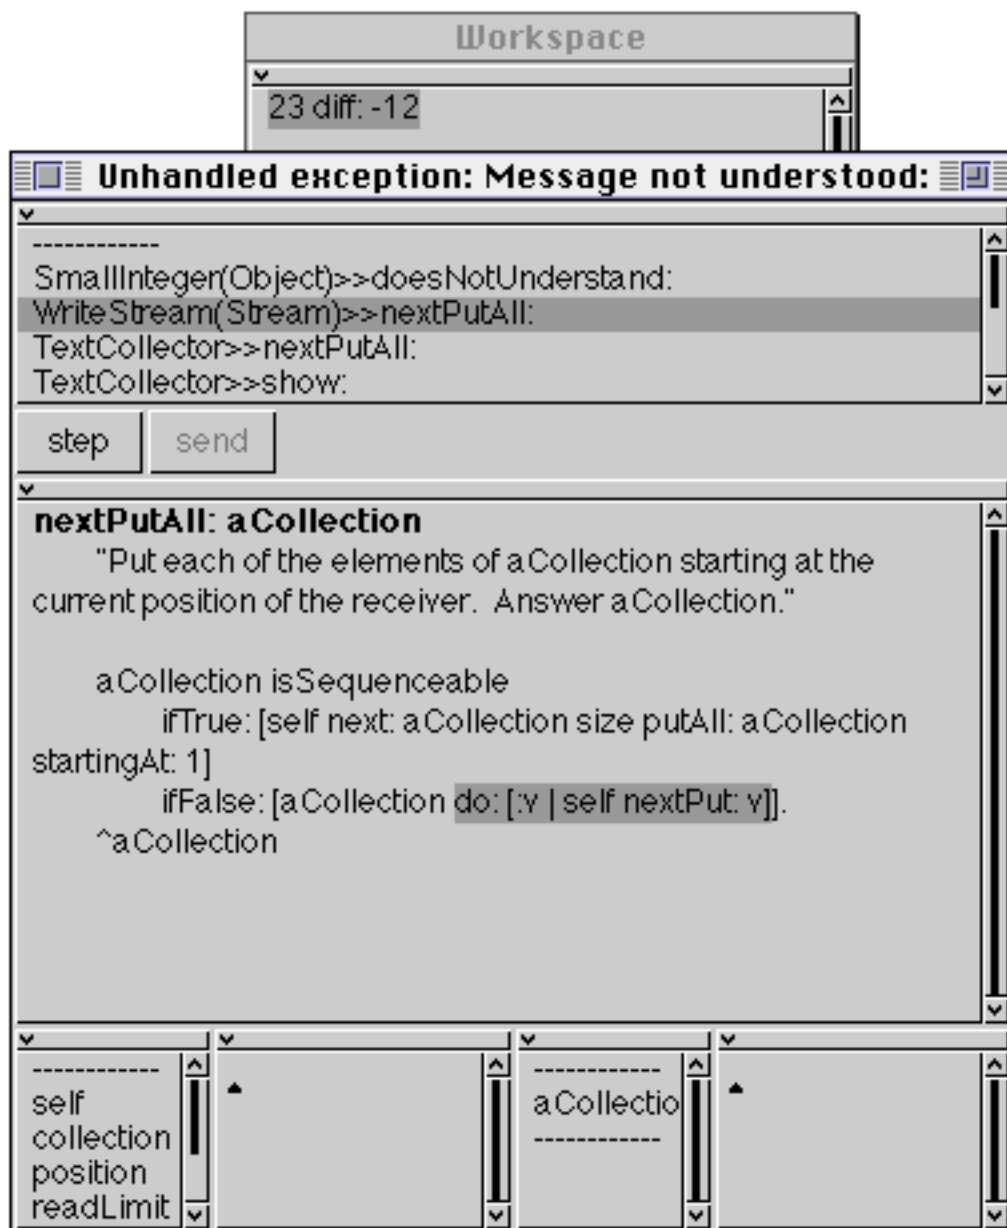 Workspace
23 diff: -12
Unhandled exception: Message not understood:
------------
SmallInteger(Object)>>doesNotUnderstand:
WriteStream(Stream)>>nextPutAll:
TextCollector>>nextPutAll:
TextCollector>>show:
step send
nextPutAll: aCollection
"Put each of the elements of aCollection starting at the
current position of the receiver. Answer aCollection."
aCollection isSequenceable
ifTrue: [self next: aCollection size putAll: aCollection
startingAt: 1]
ifFalse: [aCollection do: [:v | self nextPut: v]].
^aCollection
------------
self
collection
position
readLimit
------------
aCollectio
------------